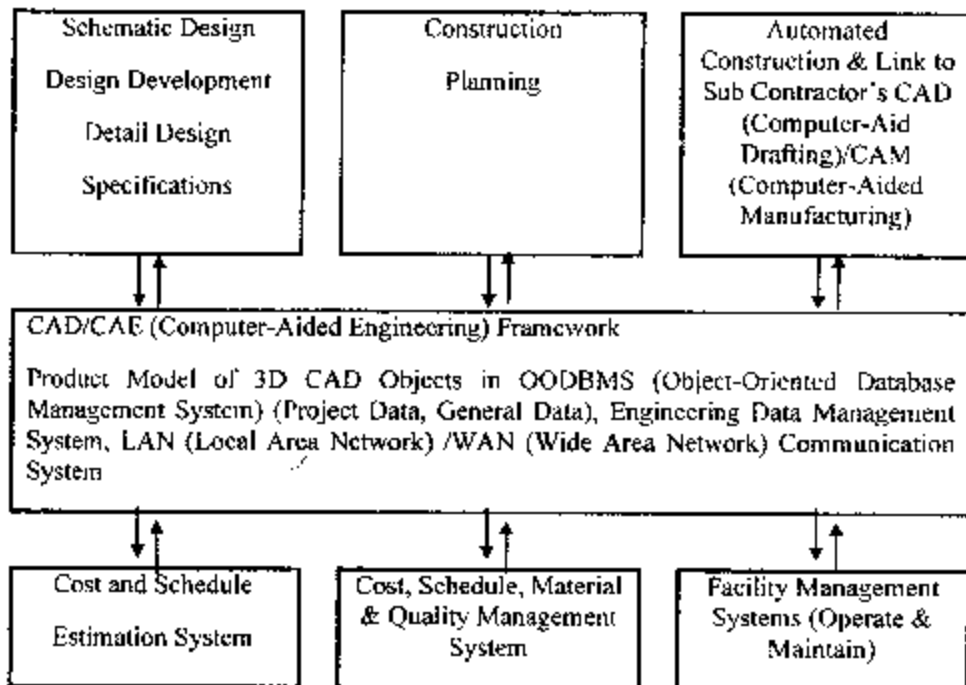 Schematic Design
Design Development
Detail Design
Specifications
Construction
Planning
Automated
Construction & Link to
Sub Contractor's CAD
(Computer-Aid
Drafting)/CAM
(Computer-Aided
Manufacturing)
CAD/CAE (Computer-Aided Engineering) Framework
Product Model of 3D CAD Objects in OODBMS (Object-Oriented Database
Management System) (Project Data, General Data), Engineering Data Management
System, LAN (Local Area Network) /WAN (Wide Area Network) Communication
System
Cost and Schedule
Estimation System
Cost, Schedule, Material
& Quality Management
System
Facility Management
Systems (Operate &
Maintain)